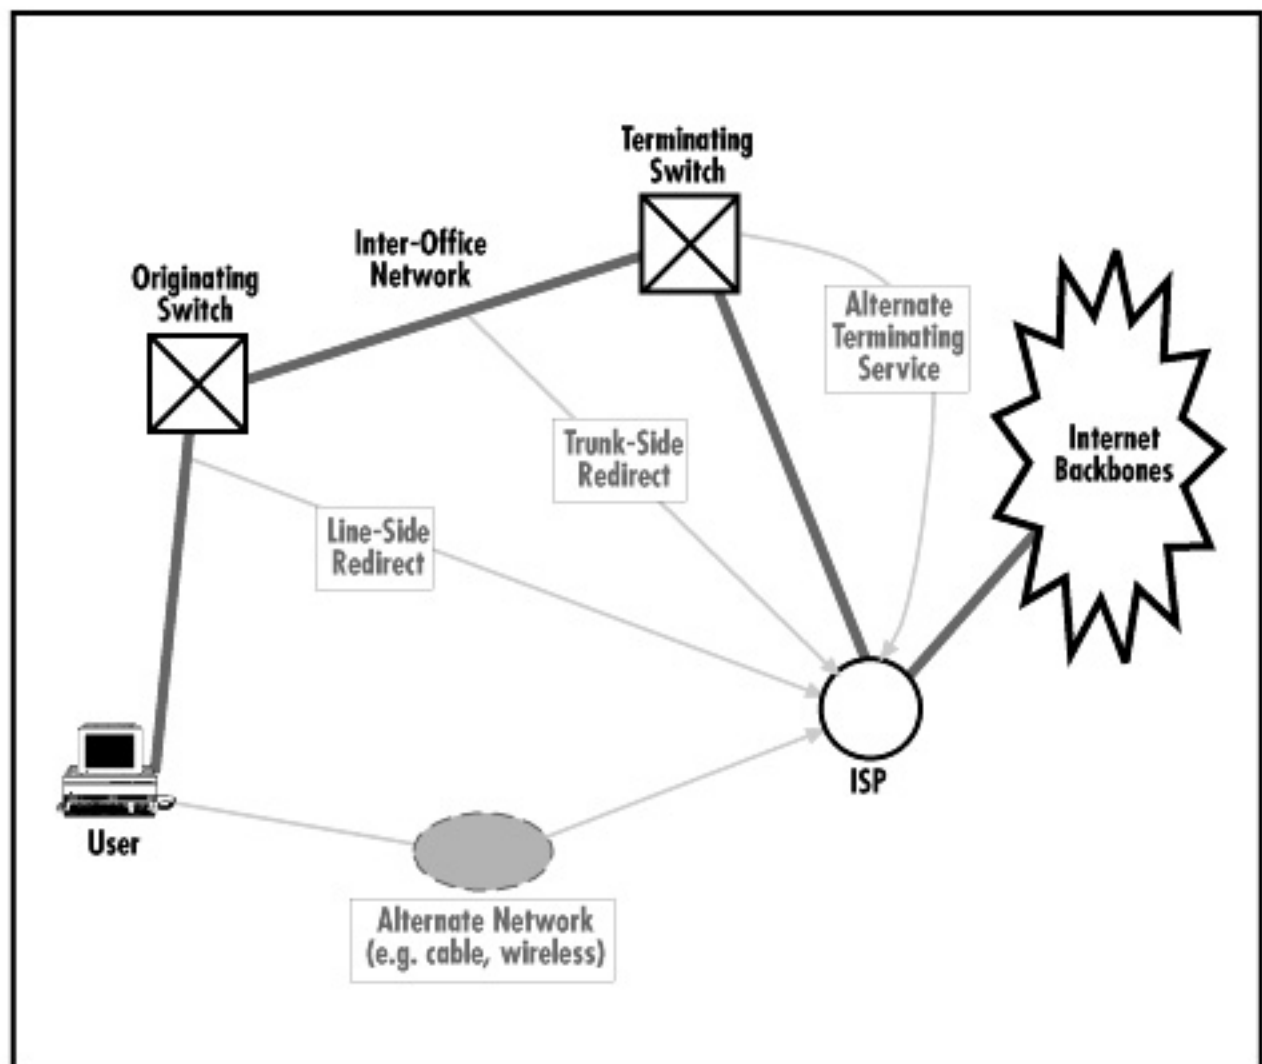 Terminating
Switch
Inter-Office
Network
Originating
Switch
Alternate
Terminating
Service
Internet
Backbones
Trunk-Side
Redirect
Line-Side
Redirect
ISP
User
Alternate Network
(e.g. cable, wireless)